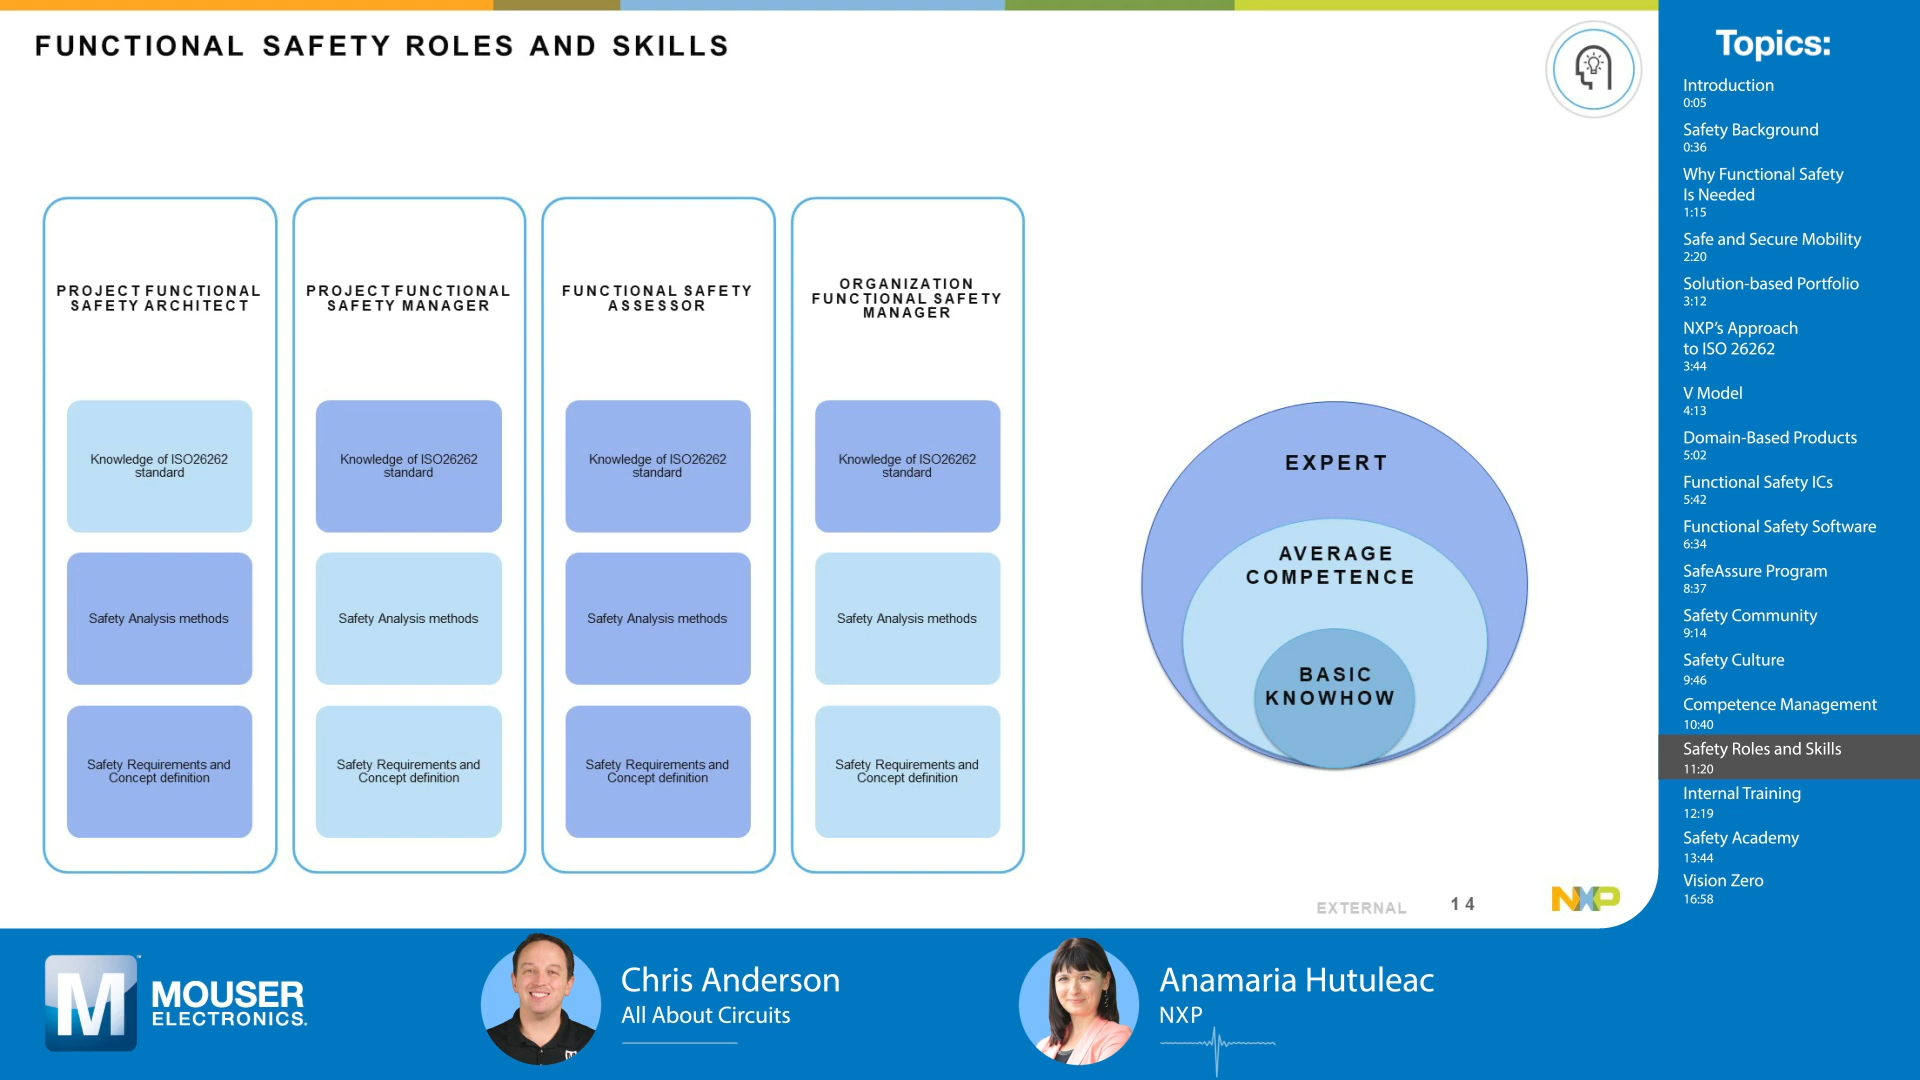 FUNCTIONAL SAFETY ROLES AND SKILLS
PROJECT FUNCTIONAL
SAFETY ARCHITECT
Knowledge of ISO26262
standard
Safety Analysis methods
Safety Requirements and
Concept definition
PROJECT FUNCTIONAL
SAFETY MANAGER
Knowledge of ISO26262
standard
Safety Analysis methods
Safety Requirements and
Concept definition
FUNCTIONAL SAFETY
ASSESSOR
Knowledge of ISO26262
standard
Safety Analysis methods
Safety Requirements and
Concept definition
ORGANIZATION
FUNCTIONAL SAFETY
MANAGER
Knowledge of ISO26262
standard
Safety Analysis methods
Safety Requirements and
Concept definition
EXPERT
AVERAGE
COMPETENCE
BASIC
KNOWHOW
EXTERNAL
14
NXP
Topics:
Introduction
0:05
Safety Background
0:36
Why Functional Safety
Is Needed
1:15
Safe and Secure Mobility
2:20
Solution-based Portfolio
3:12
NXP's Approach
to ISO 26262
3:44
V Model
4:13
Domain-Based Products
5:02
Functional Safety ICs
5:42
Functional Safety Software
6:34
SafeAssure Program
8:37
Safety Community
9:14
Safety Culture
9:46
Competence Management
10:40
Safety Roles and Skills
11:20
Internal Training
12:19
Safety Academy
13:44
Vision Zero
16:58
M
MOUSER
ELECTRONICS.
Chris Anderson
All About Circuits
Anamaria Hutuleac
NXP